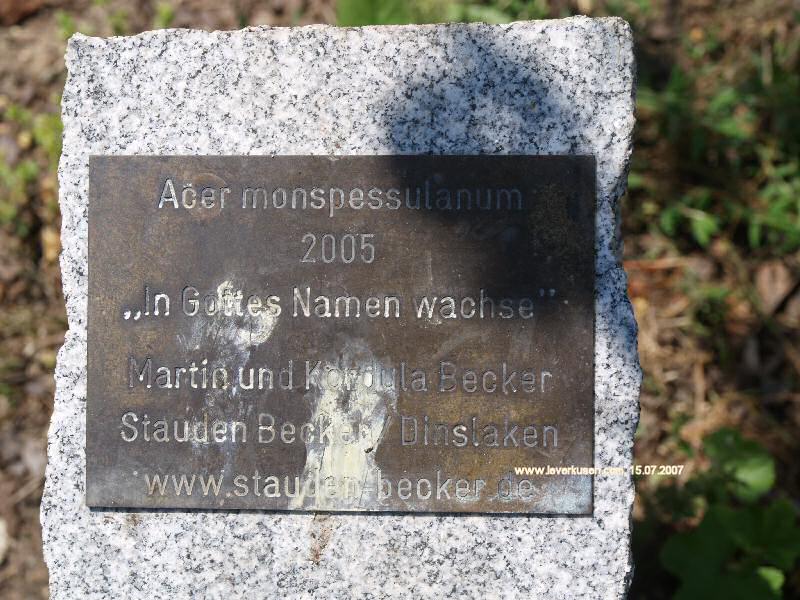 Acer monspessulanum
2005
„In Gottes Namen wachse"
Martin und Kordula Becker
Stauden Becker, Dinslaken
www.leverkusen.com 15.07.2007
www.stauden-becker.de